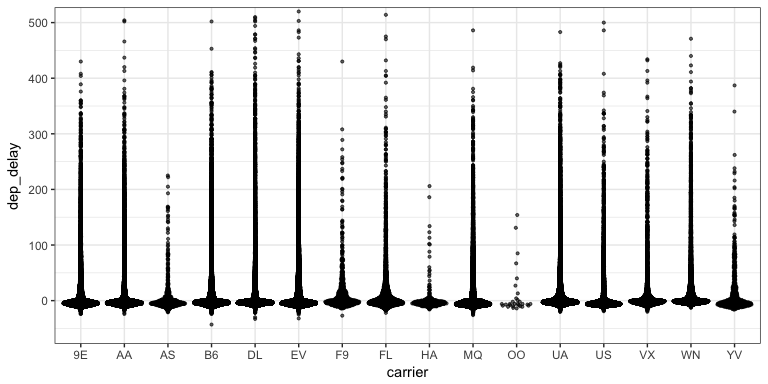 dep_delay
500
400
300
200
100
0
9E AA AS B6 DL EV F9 FL HA MQ OO UA US VX WN YV
carrier